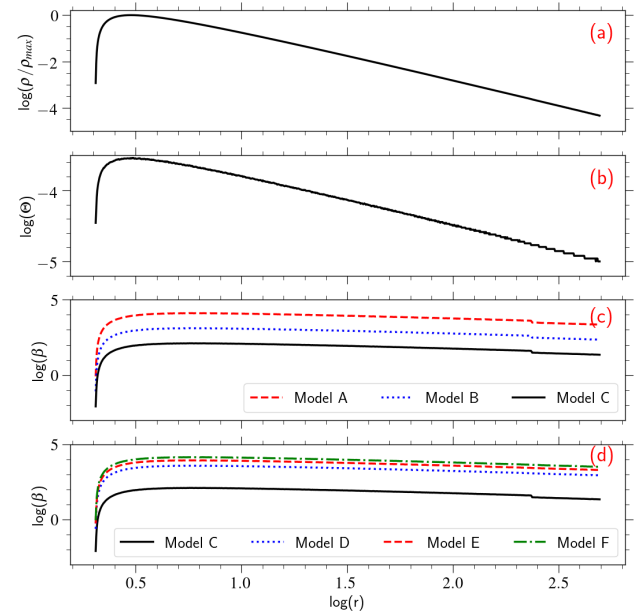 0
−2
−4
log(ρ/ρmax)
(a)
−4
−5
log(Θ)
(b)
5
0
log(β)
(c)
Model A Model B Model C
5
0
log(β)
(d)
Model C Model D Model E Model F
0.5 1.0 1.5 2.0 2.5
log(r)